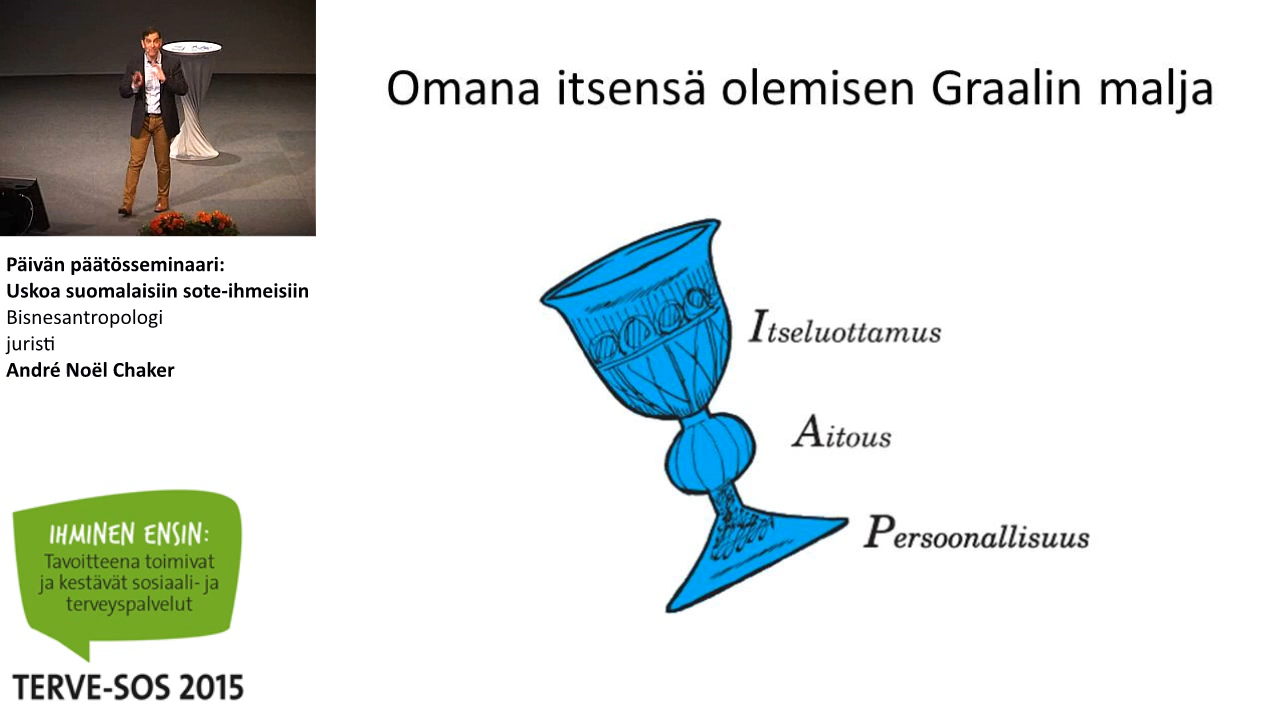 Omana itsensä olemisen Graalin malja
Itseluottamus
Aitous
Persoonallisuus
Päivän päätösseminaari:
Uskoa suomalaisiin sote-ihmeisiin
Bisnesantropologi
juristi
André Noël Chaker
IHMINEN ENSIN:
Tavoitteena toimivat
ja kestävät sosiaali- ja
terveyspalvelut
TERVE-SOS 2015